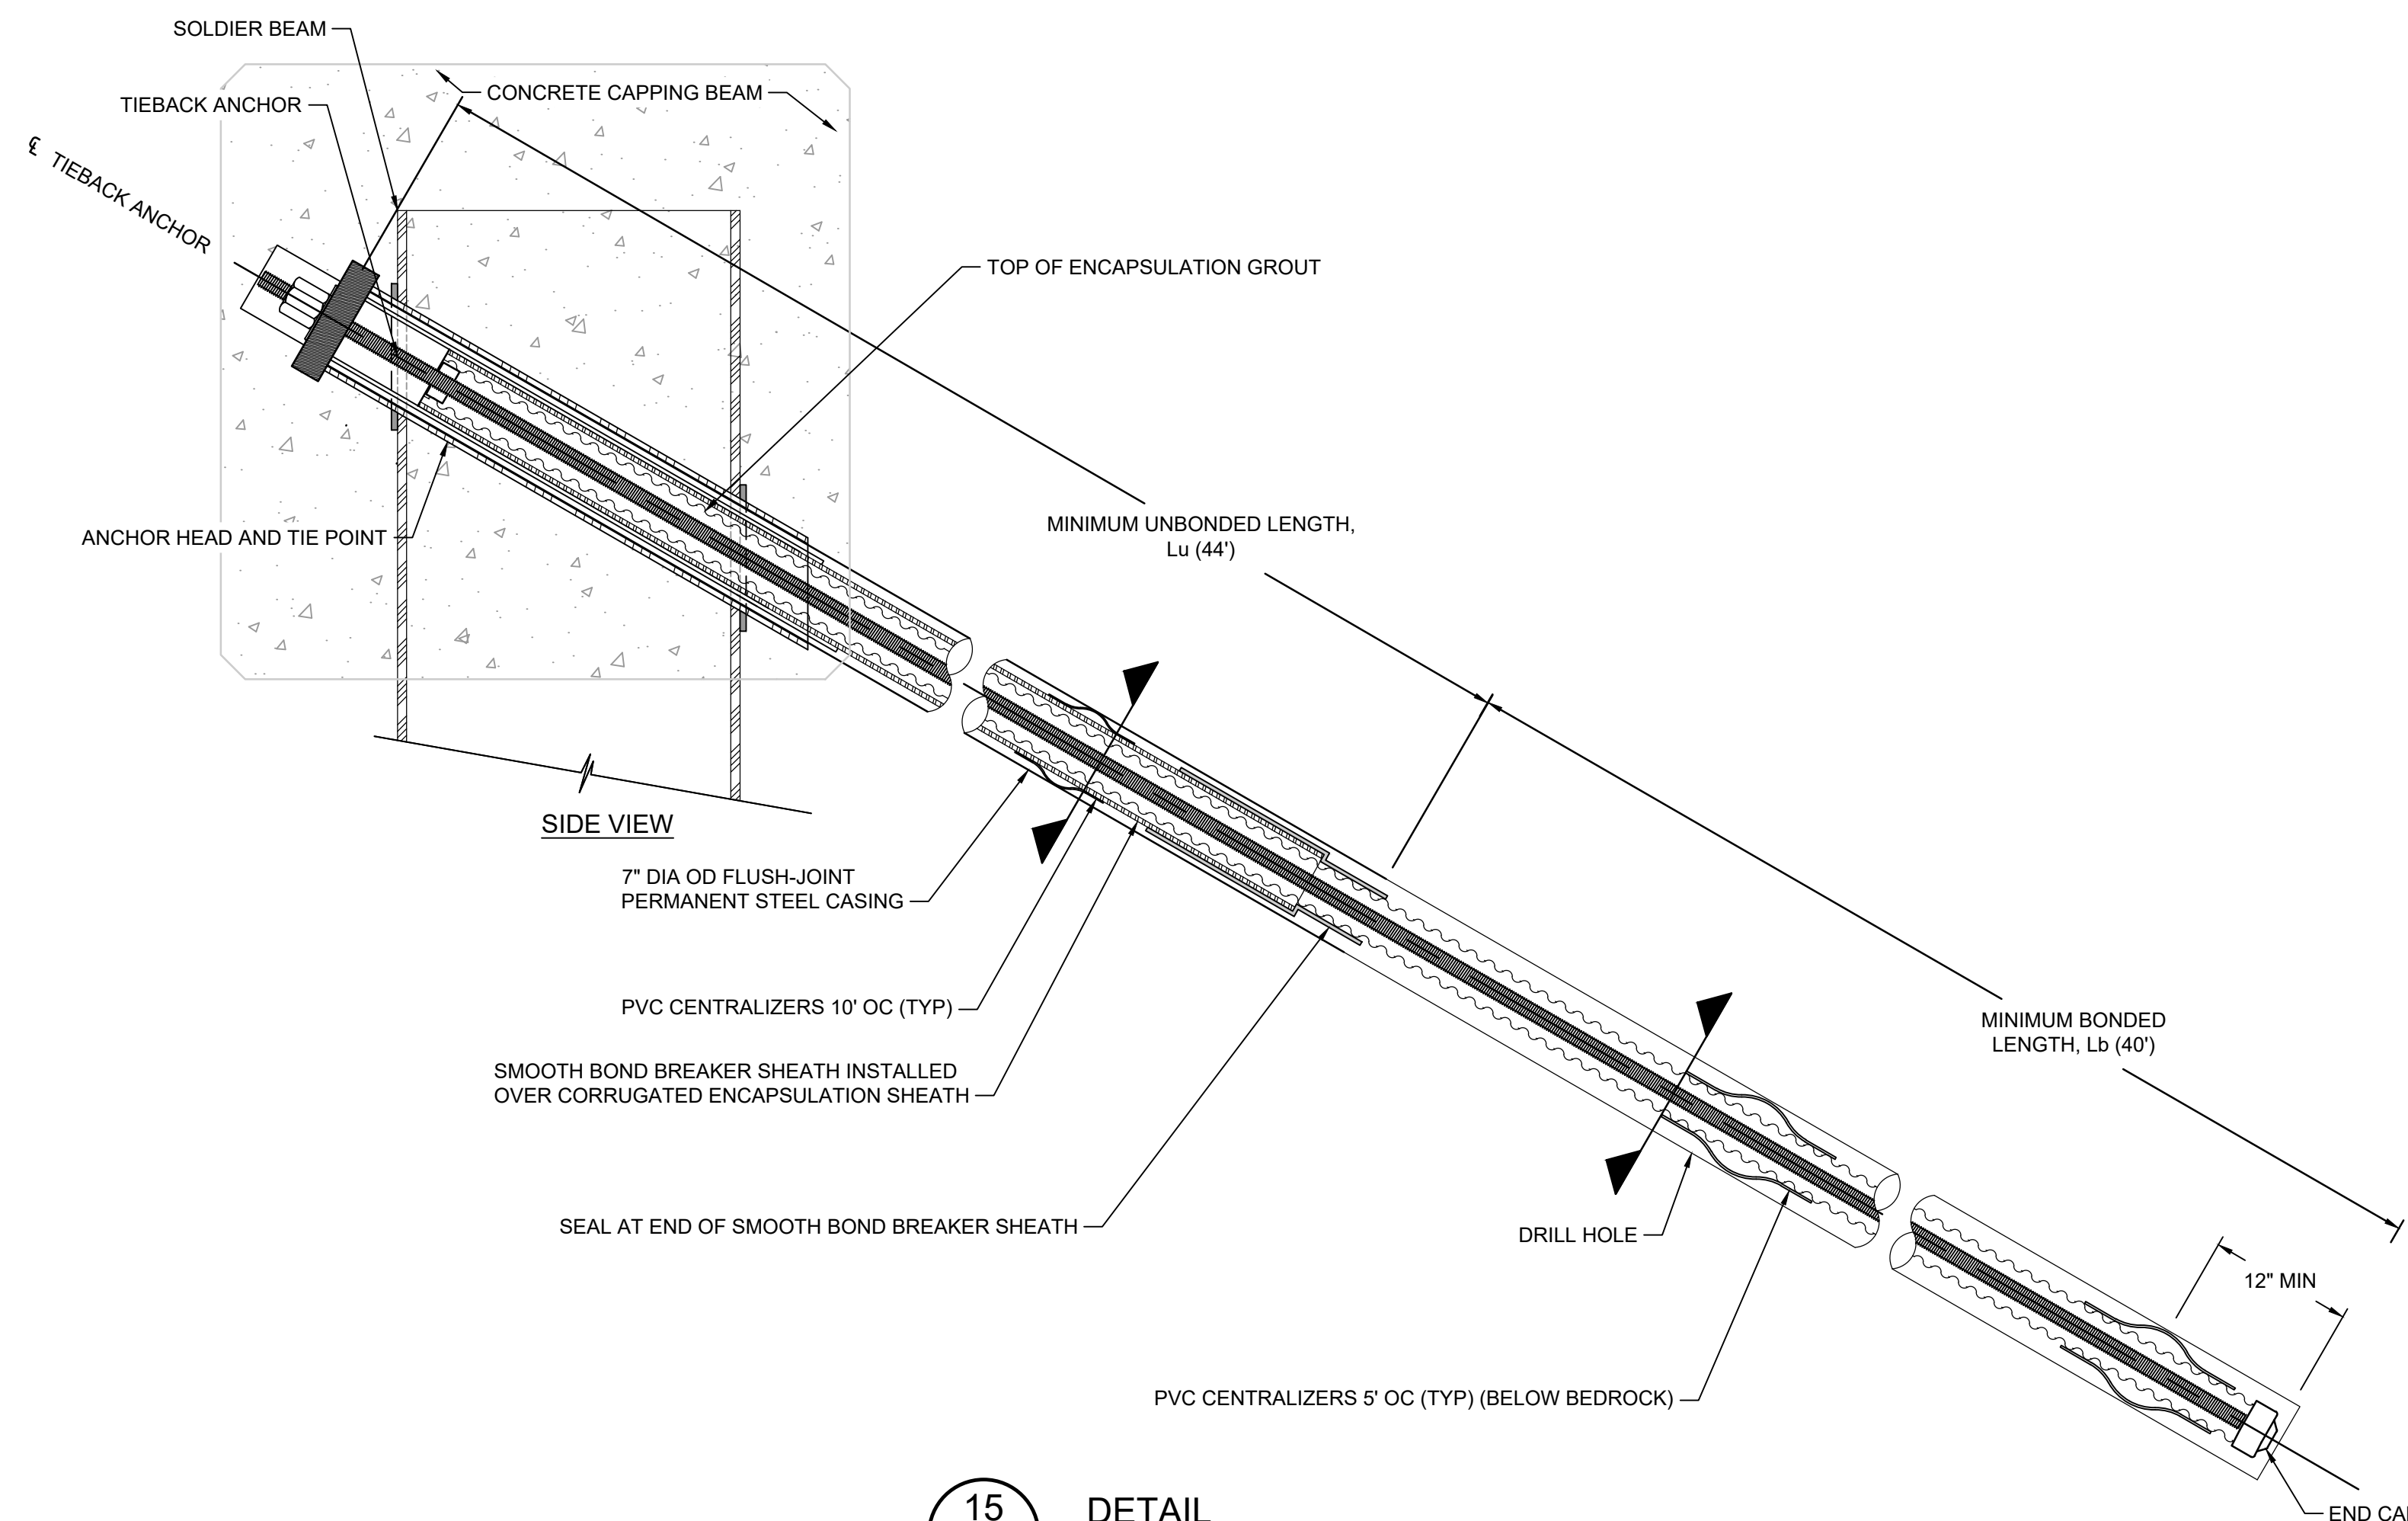 SOLDIER BEAM
CONCRETE CAPPING BEAM
TIEBACK ANCHOR
℄ TIEBACK ANCHOR
TOP OF ENCAPSULATION GROUT
MINIMUM UNBONDED LENGTH,
Lu (44')
ANCHOR HEAD AND TIE POINT
SIDE VIEW
7" DIA OD FLUSH-JOINT
PERMANENT STEEL CASING
PVC CENTRALIZERS 10' OC (TYP)
MINIMUM BONDED
LENGTH, Lb (40')
SMOOTH BOND BREAKER SHEATH INSTALLED
OVER CORRUGATED ENCAPSULATION SHEATH
SEAL AT END OF SMOOTH BOND BREAKER SHEATH
DRILL HOLE
12" MIN
PVC CENTRALIZERS 5' OC (TYP) (BELOW BEDROCK)
15
DETAIL
END